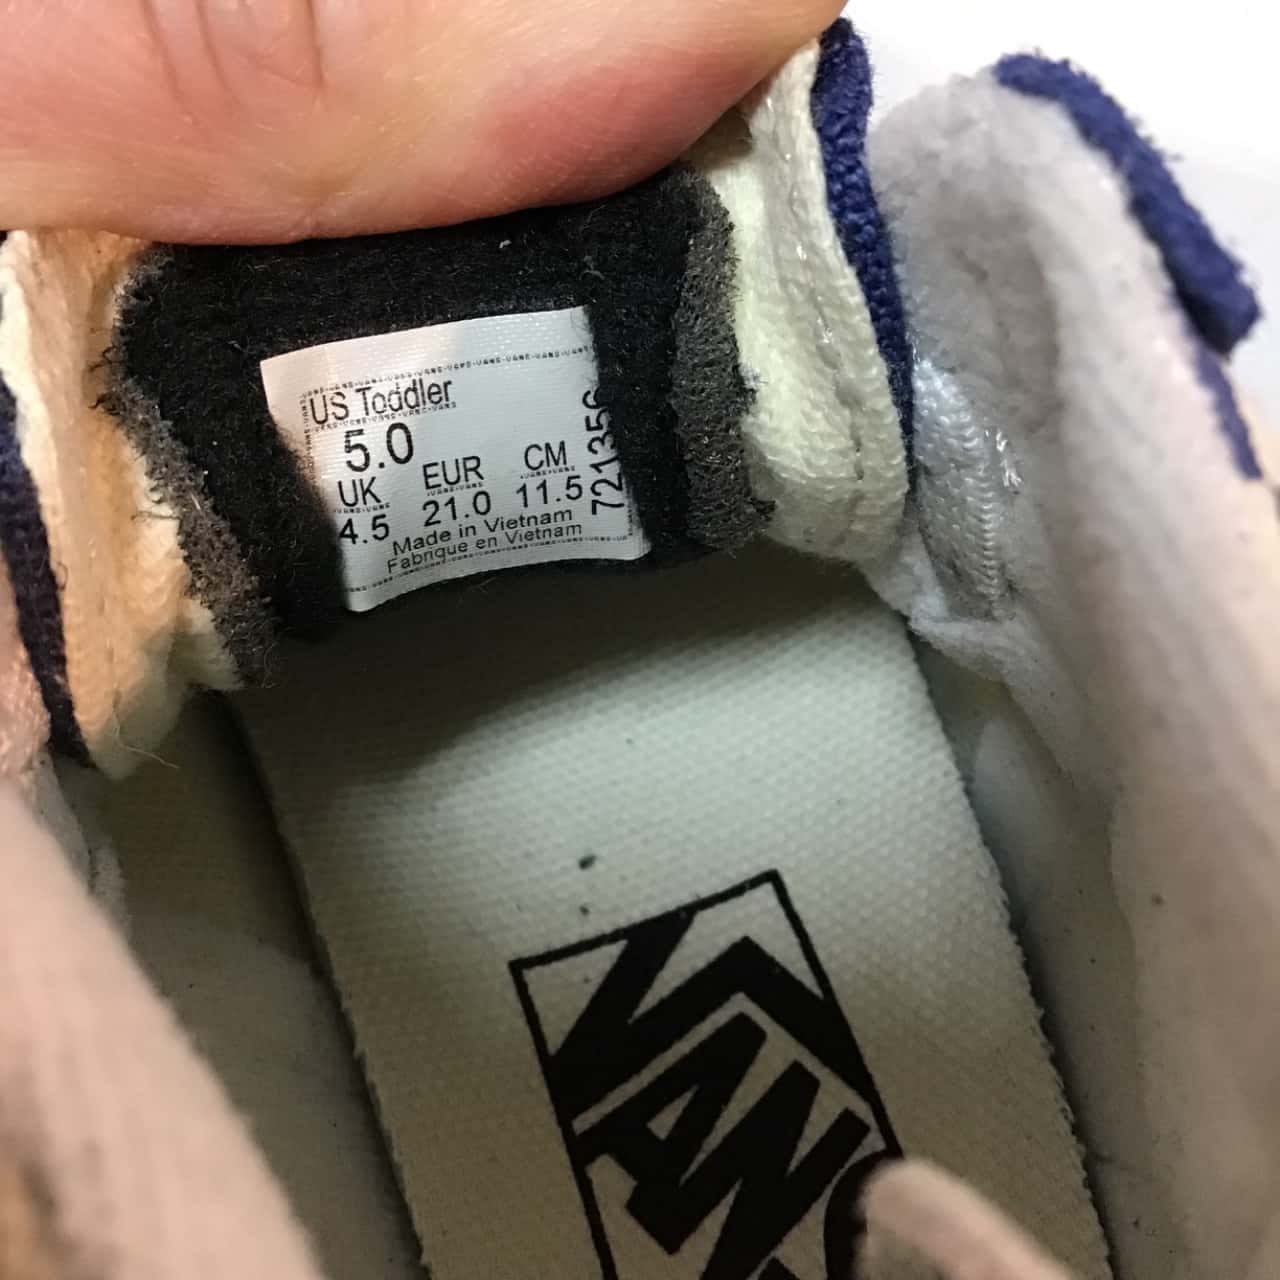 US Toddler
5.0
UK EUR CM
4.5 21.0 11.5
Made in Vietnam
Fabrique en Vietnam
721356
VANS